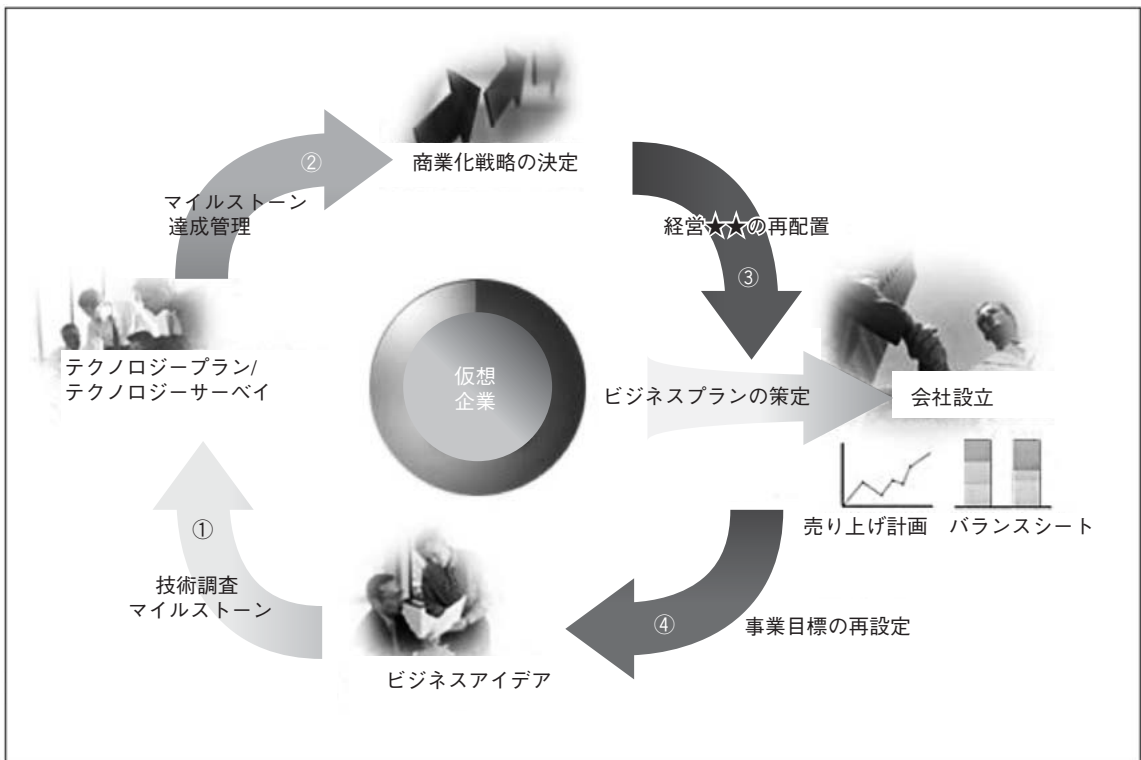 ②
商業化戦略の決定
マイルストーン
達成管理
経営★★の再配置
③
テクノロジープラン/
テクノロジーサーベイ
仮想
企業
ビジネスプランの策定
会社設立
①
売り上げ計画
バランスシート
技術調査
マイルストーン
④
事業目標の再設定
ビジネスアイデア